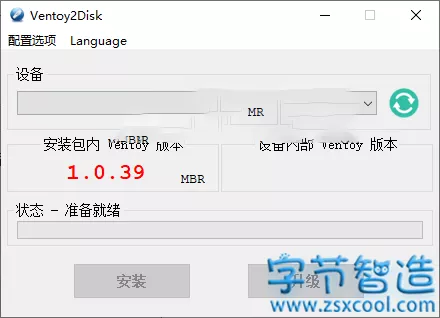 Ventoy2Disk
配置选项 Language
设备
MR
MBR
安装包内 Ventoy 版本 设备内部 Ventoy 版本
1.0.39 MBR
状态 - 准备就绪
安装 升级
字节智造
www.zsxcool.com